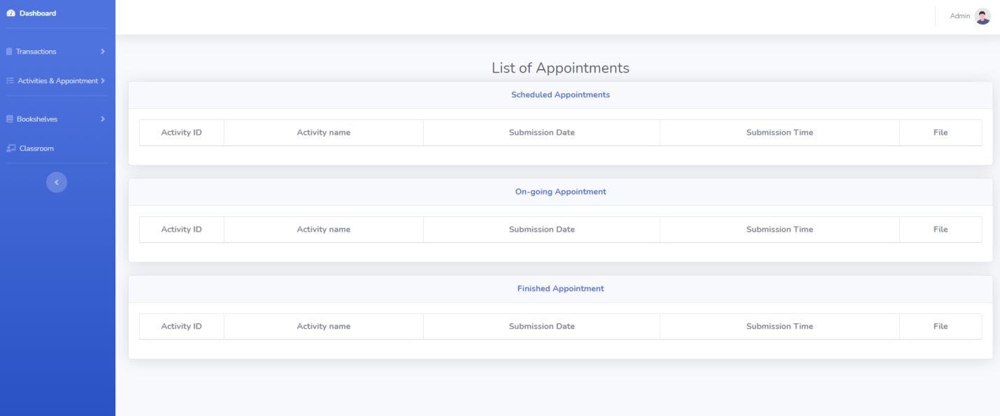 Dashboard
Admin
Transactions
Activities & Appointment
Bookshelves
Classroom
List of Appointments
Scheduled Appointments
Activity ID Activity name Submission Date Submission Time File
On-going Appointment
Activity ID Activity name Submission Date Submission Time File
Finished Appointment
Activity ID Activity name Submission Date Submission Time File